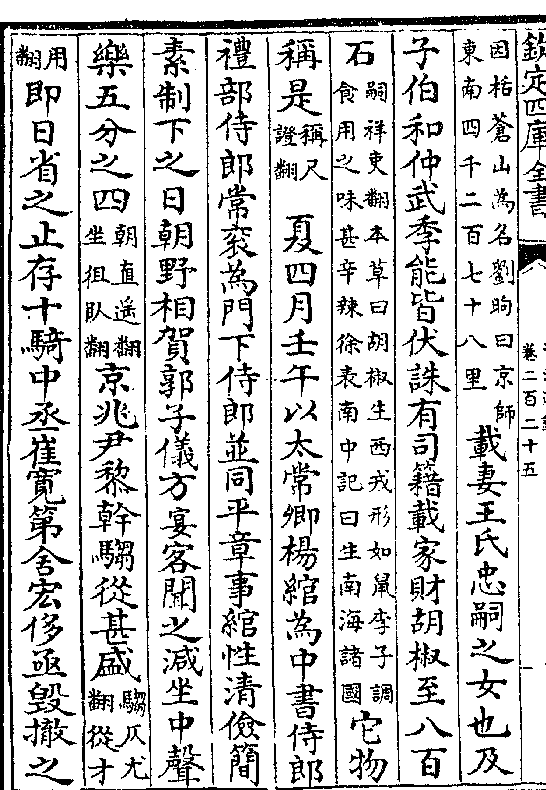 欽定四庫全書
卷二百二十五
因栝蒼山為名劉昫曰京師東南四千二百七十八里載妻王氏忠嗣之女也及
子伯和仲武季能皆伏誅有司籍載家財胡椒至八百
石嗣祥吏翻本草曰胡椒生西戎形如鼠李子調食用之味甚辛辣徐表南中記曰生南海諸國它物
稱是稱尺證翻 夏四月壬午以太常卿楊綰為中書侍郎
禮部侍郎常衮為門下侍郎並同平章事綰性清儉簡
素制下之日朝野相賀郭子儀方宴客聞之減坐中聲
樂五分之四朝直遥翻坐徂卧翻京兆尹黎幹騶從甚盛騶仄尤翻從才
用翻即日省之止存十騎中丞崔寛第舍宏侈亟毀撤之